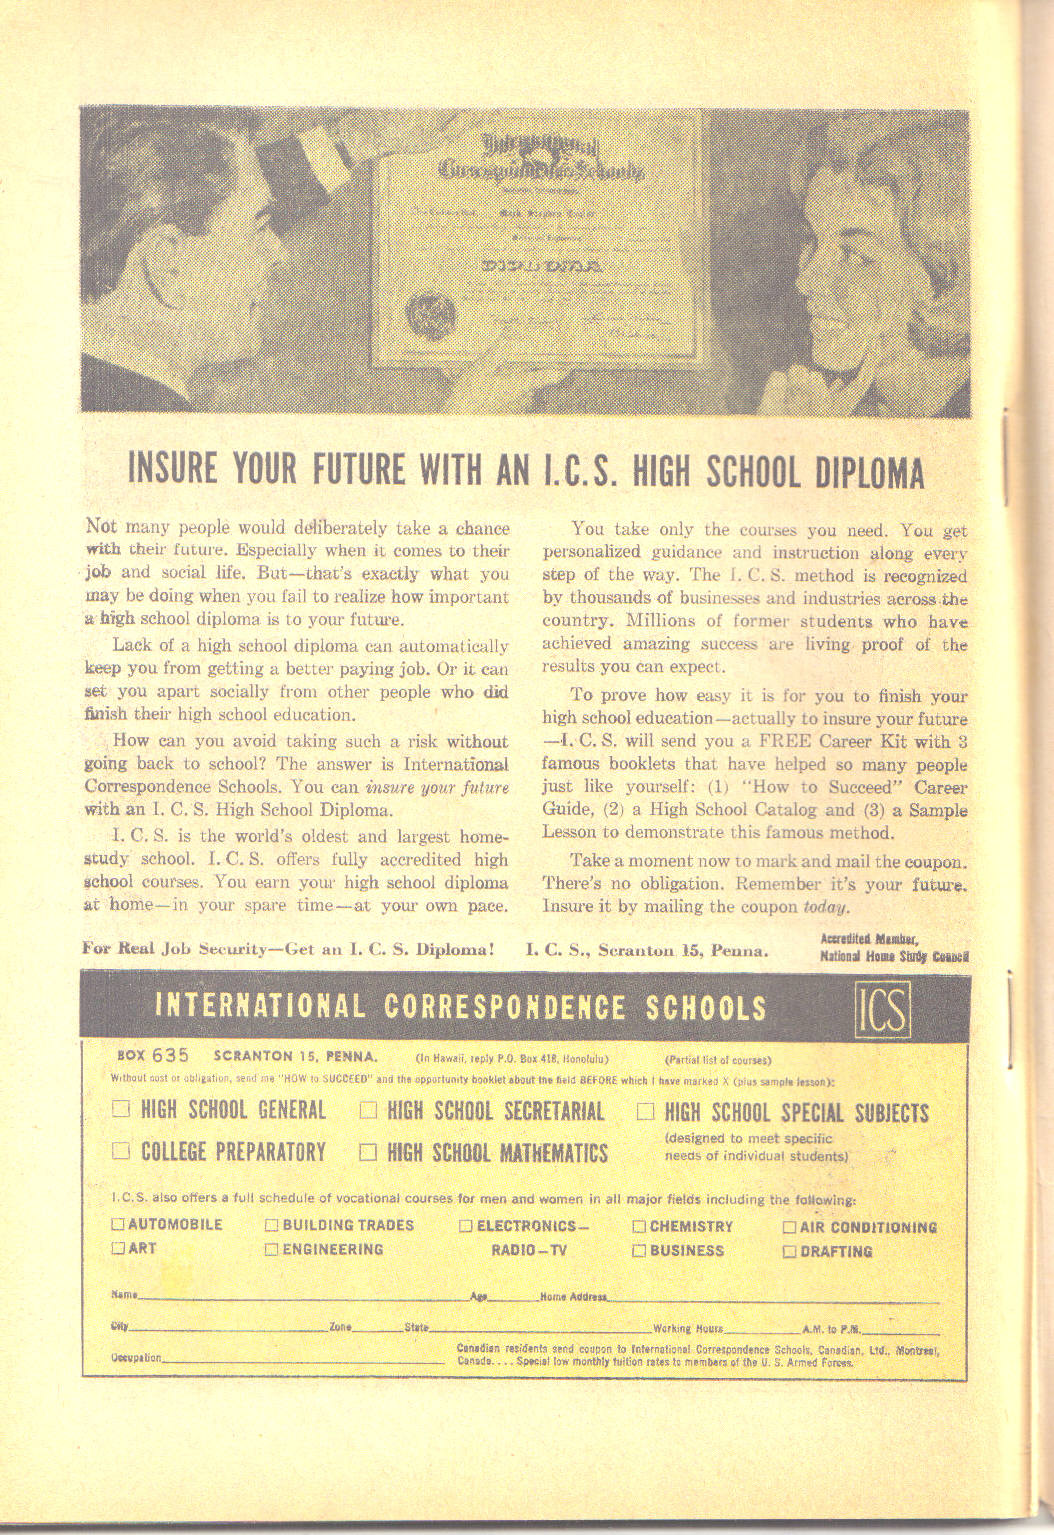 Correspondence Schools
DIPLOMA
INSURE YOUR FUTURE WITH AN I.C.S. HIGH SCHOOL DIPLOMA
Not many people would deliberately take a chance
with their future. Especially when it comes to their
job and social life. But—that's exactly what you
may be doing when you fail to realize how important
a high school diploma is to your future.
Lack of a high school diploma can automatically
keep you from getting a better paying job. Or it can
set you apart socially from other people who did
finish their high school education.
How can you avoid taking such a risk without
going back to school? The answer is International
Correspondence Schools. You can insure your future
with an I. C. S. High School Diploma.
I. C. S. is the world's oldest and largest home-
study school. I. C. S. offers fully accredited high
school courses. You earn your high school diploma
at home—in your spare time—at your own pace.
You take only the courses you need. You get
personalized guidance and instruction along every
step of the way. The I. C. S. method is recognized
by thousands of businesses and industries across the
country. Millions of former students who have
achieved amazing success are living proof of the
results you can expect.
To prove how easy it is for you to finish your
high school education—actually to insure your future
—I. C. S. will send you a FREE Career Kit with 3
famous booklets that have helped so many people
just like yourself: (1) "How to Succeed" Career
Guide, (2) a High School Catalog and (3) a Sample
Lesson to demonstrate this famous method.
Take a moment now to mark and mail the coupon.
There's no obligation. Remember it's your future.
Insure it by mailing the coupon today.
For Real Job Security—Get an I. C. S. Diploma! I. C. S., Scranton 15, Penna.
Accredited Member,
National Home Study Council
INTERNATIONAL CORRESPONDENCE SCHOOLS ICS
BOX 635 SCRANTON 15, PENNA. (In Hawaii, reply P.O. Box 418, Honolulu) (Partial list of courses)
Without cost or obligation, send me "HOW to SUCCEED" and the opportunity booklet about the field BEFORE which I have marked X (plus sample lesson):
☐ HIGH SCHOOL GENERAL ☐ HIGH SCHOOL SECRETARIAL ☐ HIGH SCHOOL SPECIAL SUBJECTS
☐ COLLEGE PREPARATORY ☐ HIGH SCHOOL MATHEMATICS
(designed to meet specific
needs of individual students)
I.C.S. also offers a full schedule of vocational courses for men and women in all major fields including the following:
☐ AUTOMOBILE ☐ BUILDING TRADES ☐ ELECTRONICS— ☐ CHEMISTRY ☐ AIR CONDITIONING
☐ ART ☐ ENGINEERING RADIO—TV ☐ BUSINESS ☐ DRAFTING
Name Age Home Address
City Zone State Working Hours A.M. to P.M.
Occupation
Canadian residents send coupon to International Correspondence Schools, Canadian, Ltd., Montreal,
Canada. . . . Special low monthly tuition rates to members of the U. S. Armed Forces.